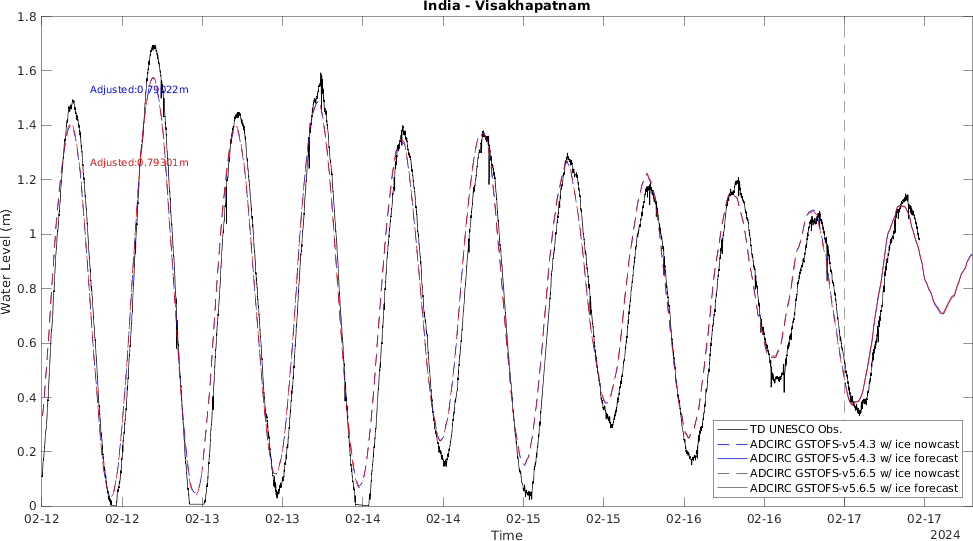 India - Visakhapatnam
1.8
1.6
1.4
1.2
1
0.8
0.6
0.4
0.2
0
Water Level (m)
Adjusted:0.79022m
Adjusted:0.79301m
TD UNESCO Obs.
ADCIRC GSTOFS-v5.4.3 w/ ice nowcast
ADCIRC GSTOFS-v5.4.3 w/ ice forecast
ADCIRC GSTOFS-v5.6.5 w/ ice nowcast
ADCIRC GSTOFS-v5.6.5 w/ ice forecast
02-12 02-12 02-13 02-13 02-14 02-14 02-15 02-15 02-16 02-16 02-17 02-17
Time 2024